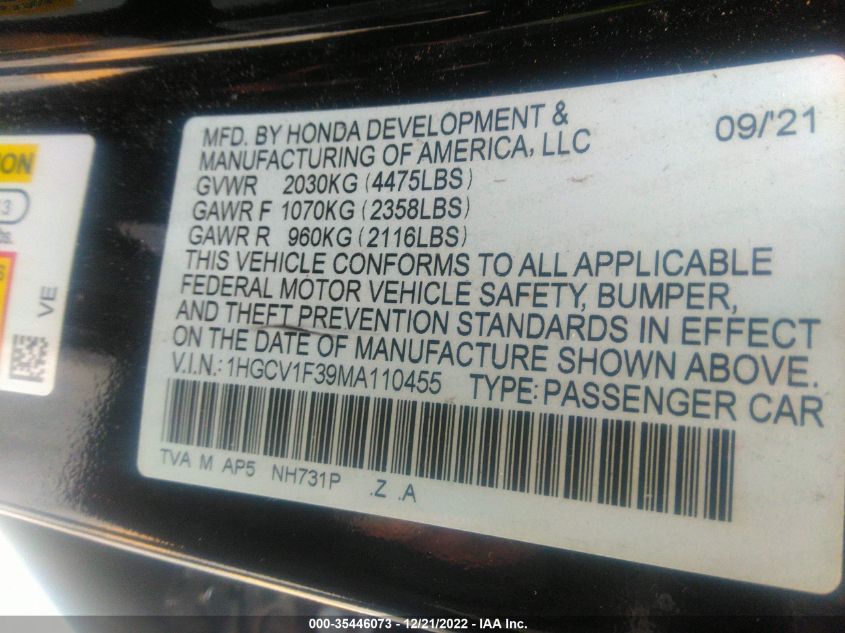 MFD. BY HONDA DEVELOPMENT & 09/'21
MANUFACTURING OF AMERICA, LLC
GVWR 2030KG (4475LBS)
GAWR F 1070KG (2358LBS)
GAWR R 960KG (2116LBS)
THIS VEHICLE CONFORMS TO ALL APPLICABLE
FEDERAL MOTOR VEHICLE SAFETY, BUMPER,
AND THEFT PREVENTION STANDARDS IN EFFECT
ON THE DATE OF MANUFACTURE SHOWN ABOVE.
V.I.N.: 1HGCV1F39MA110455 TYPE: PASSENGER CAR
TVA M AP5 NH731P .Z .A
VE
000-35446073 - 12/21/2022 - IAA Inc.